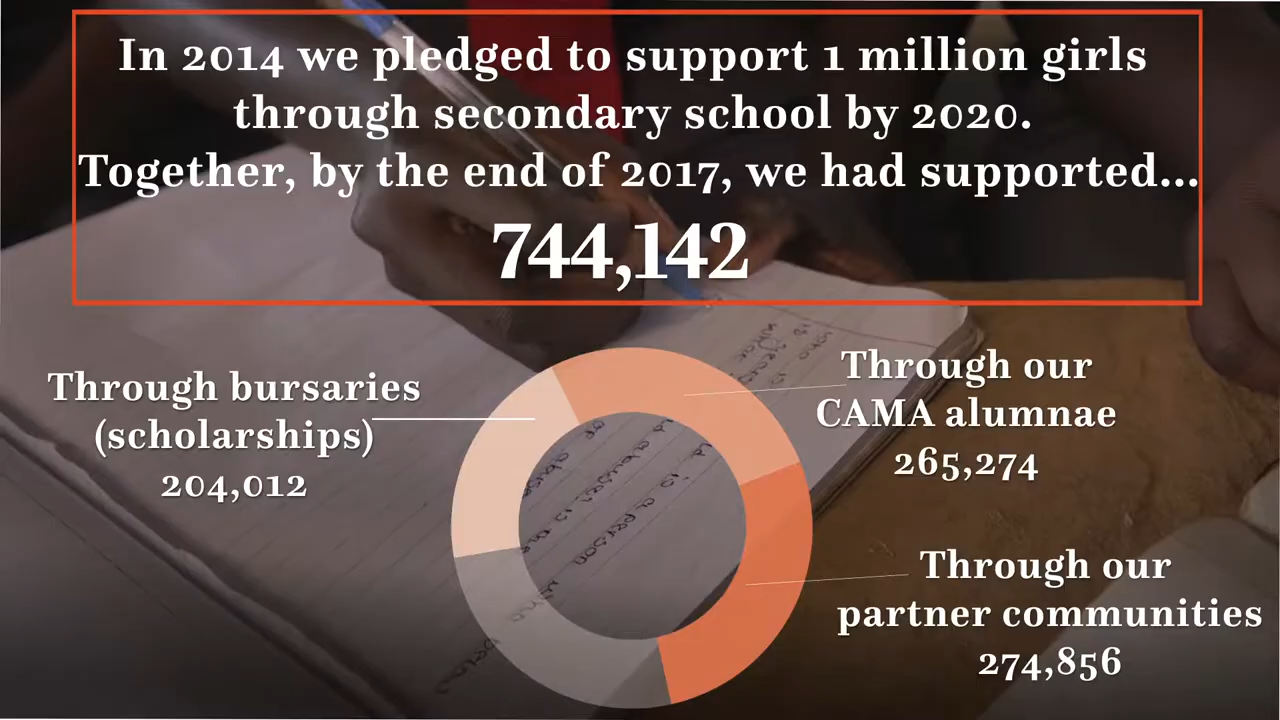 In 2014 we pledged to support 1 million girls
through secondary school by 2020.
Together, by the end of 2017, we had supported...
744,142
Through bursaries
(scholarships)
204,012
Through our
CAMA alumnae
265,274
Through our
partner communities
274,856